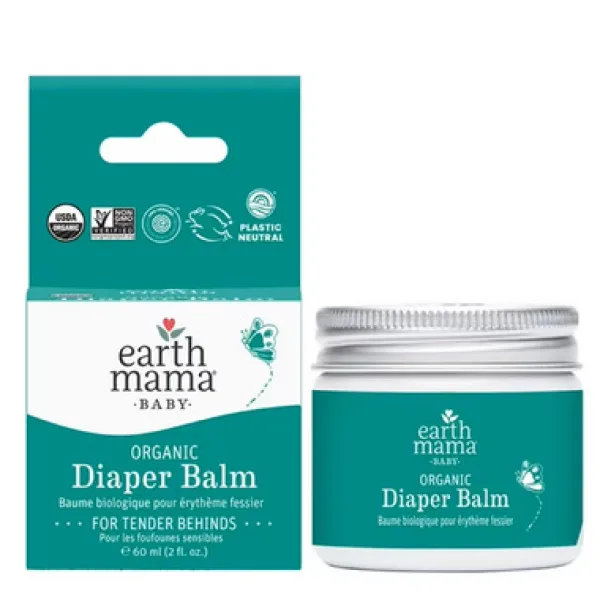 USDA
ORGANIC
NON
GMO
VERIFIED
PLASTIC
NEUTRAL
earth
mama®
·BABY·
ORGANIC
Diaper Balm
Baume biologique pour érythème fessier
FOR TENDER BEHINDS
Pour les foufounes sensibles
e 60 ml (2 fl. oz.)
earth
mama
·BABY·
ORGANIC
Diaper Balm
Baume biologique pour érythème fessier